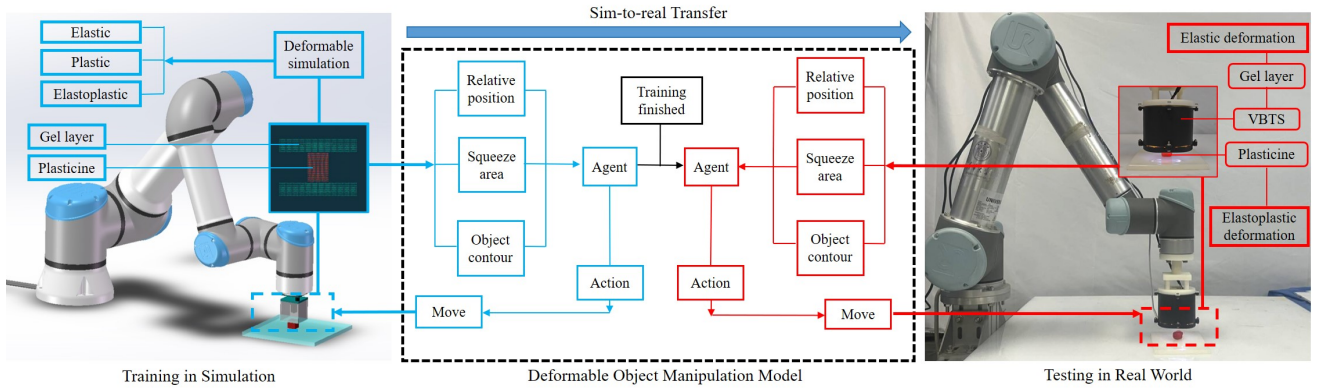 Sim-to-real Transfer
Elastic
Plastic
Elastoplastic
Deformable
simulation
Gel layer
Plasticine
Training in Simulation
Relative
position
Squeeze
area
Object
contour
Agent
Action
Move
Training
finished
Agent
Action
Move
Relative
position
Squeeze
area
Object
contour
Deformable Object Manipulation Model
Elastic deformation
Gel layer
VBTS
Plasticine
Elastoplastic
deformation
UR
Testing in Real World